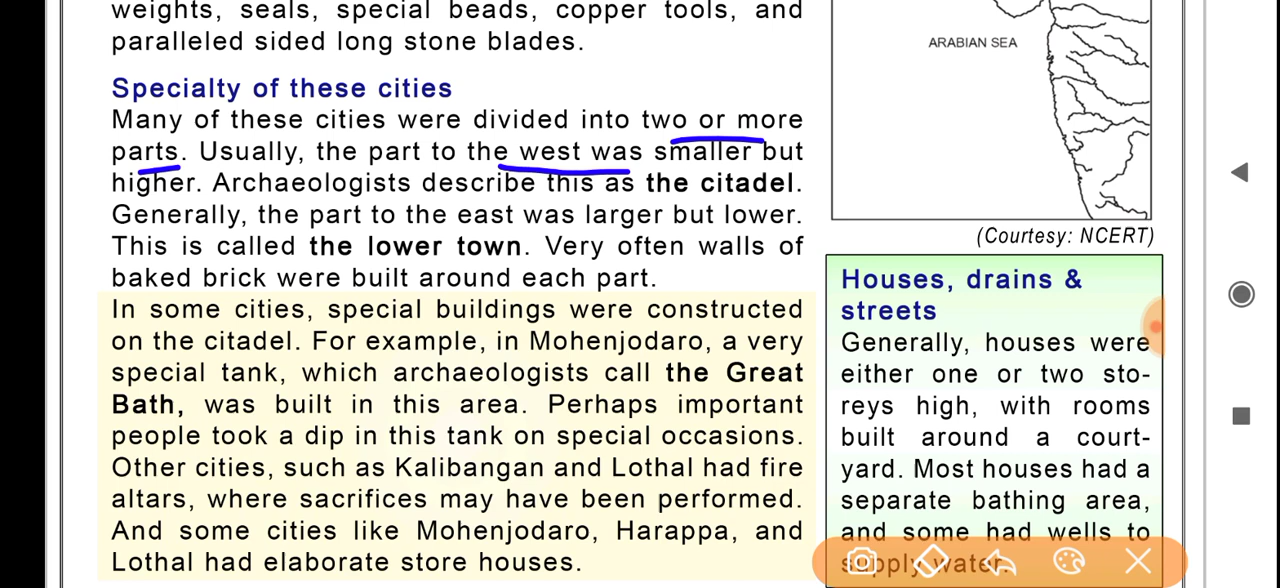 weights, seals, special beads, copper tools, and
paralleled sided long stone blades.
Specialty of these cities
Many of these cities were divided into two or more
parts. Usually, the part to the west was smaller but
higher. Archaeologists describe this as the citadel.
Generally, the part to the east was larger but lower.
This is called the lower town. Very often walls of
baked brick were built around each part.
In some cities, special buildings were constructed
on the citadel. For example, in Mohenjodaro, a very
special tank, which archaeologists call the Great
Bath, was built in this area. Perhaps important
people took a dip in this tank on special occasions.
Other cities, such as Kalibangan and Lothal had fire
altars, where sacrifices may have been performed.
And some cities like Mohenjodaro, Harappa, and
Lothal had elaborate store houses.
ARABIAN SEA
(Courtesy: NCERT)
Houses, drains &
streets
Generally, houses were
either one or two sto-
reys high, with rooms
built around a court-
yard. Most houses had a
separate bathing area,
and some had wells to
supply water.